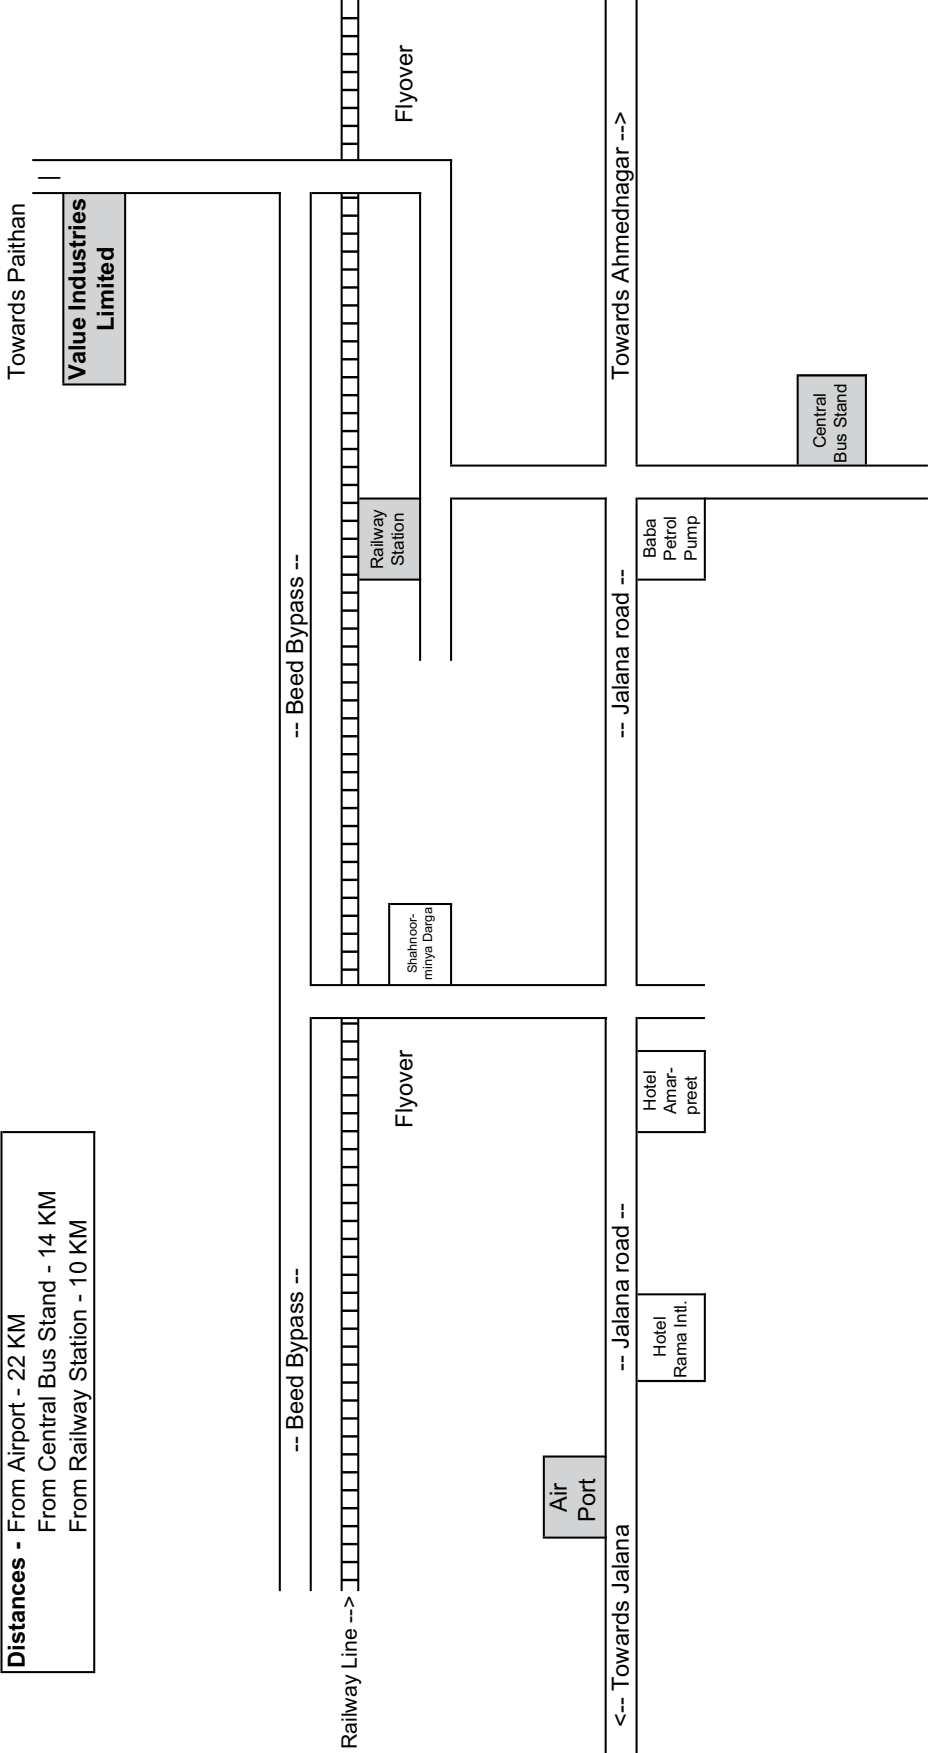 Distances - From Airport - 22 KM
From Central Bus Stand - 14 KM
From Railway Station - 10 KM
Towards Paithan
Value Industries
Limited
-- Beed Bypass --
-- Beed Bypass --
Railway Line -->
Flyover
Flyover
Shahnoor-
minya Darga
Railway
Station
Air
Port
<-- Towards Jalana
-- Jalana road --
-- Jalana road --
Towards Ahmednagar -->
Hotel
Rama Intl.
Hotel
Amar-
preet
Baba
Petrol
Pump
Central
Bus Stand